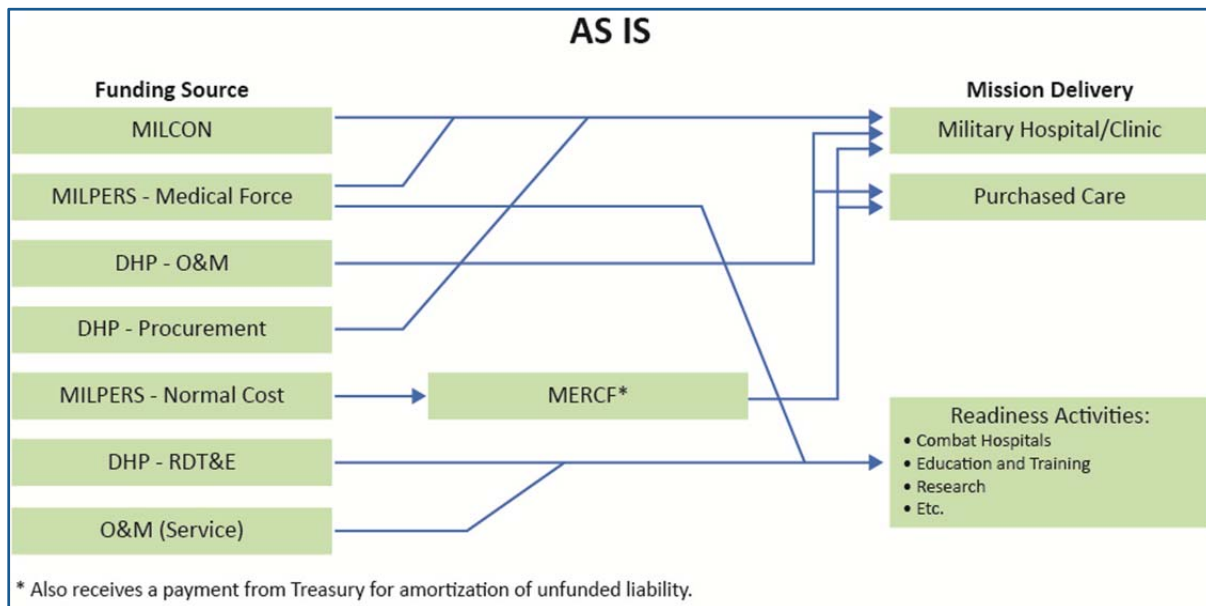 AS IS
Funding Source
Mission Delivery
MILCON
Military Hospital/Clinic
MILPERS - Medical Force
Purchased Care
DHP - O&M
DHP - Procurement
MILPERS - Normal Cost
MERCF*
Readiness Activities:
• Combat Hospitals
• Education and Training
• Research
• Etc.
DHP - RDT&E
O&M (Service)
* Also receives a payment from Treasury for amortization of unfunded liability.